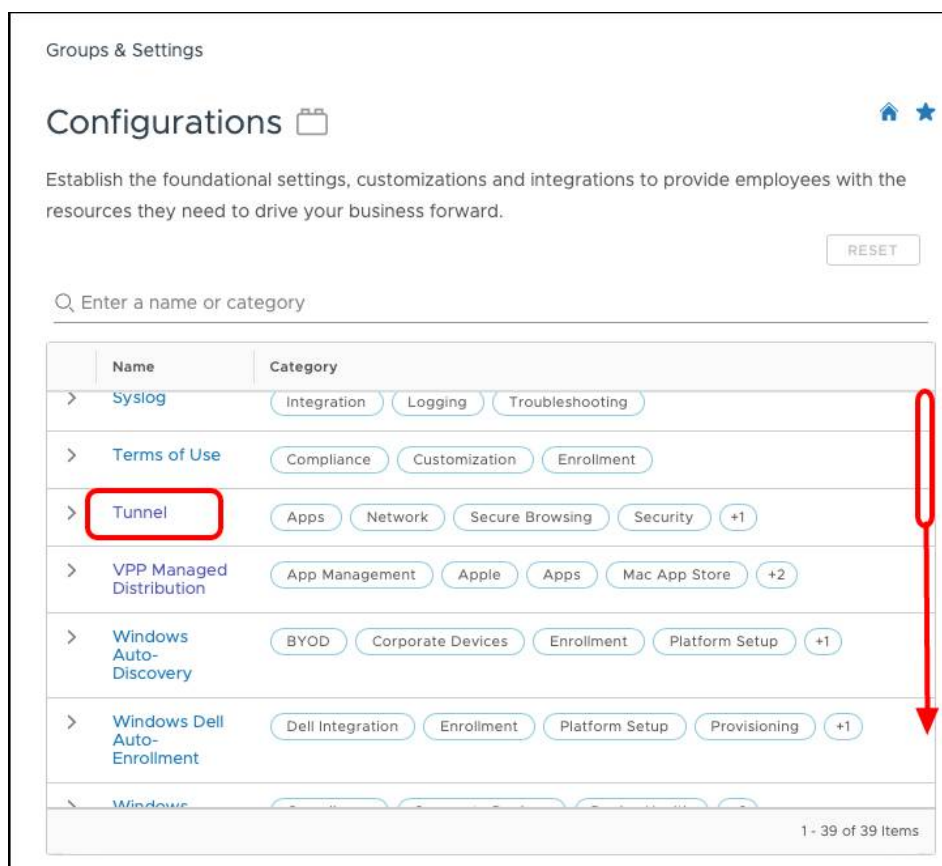 Groups & Settings
Configurations
Establish the foundational settings, customizations and integrations to provide employees with the
resources they need to drive your business forward.
RESET
Enter a name or category
Name Category
Syslog Integration Logging Troubleshooting
Terms of Use Compliance Customization Enrollment
Tunnel Apps Network Secure Browsing Security +1
VPP Managed
Distribution App Management Apple Apps Mac App Store +2
Windows
Auto-
Discovery BYOD Corporate Devices Enrollment Platform Setup +1
Windows Dell
Auto-
Enrollment Dell Integration Enrollment Platform Setup Provisioning +1
Windows
1 - 39 of 39 Items